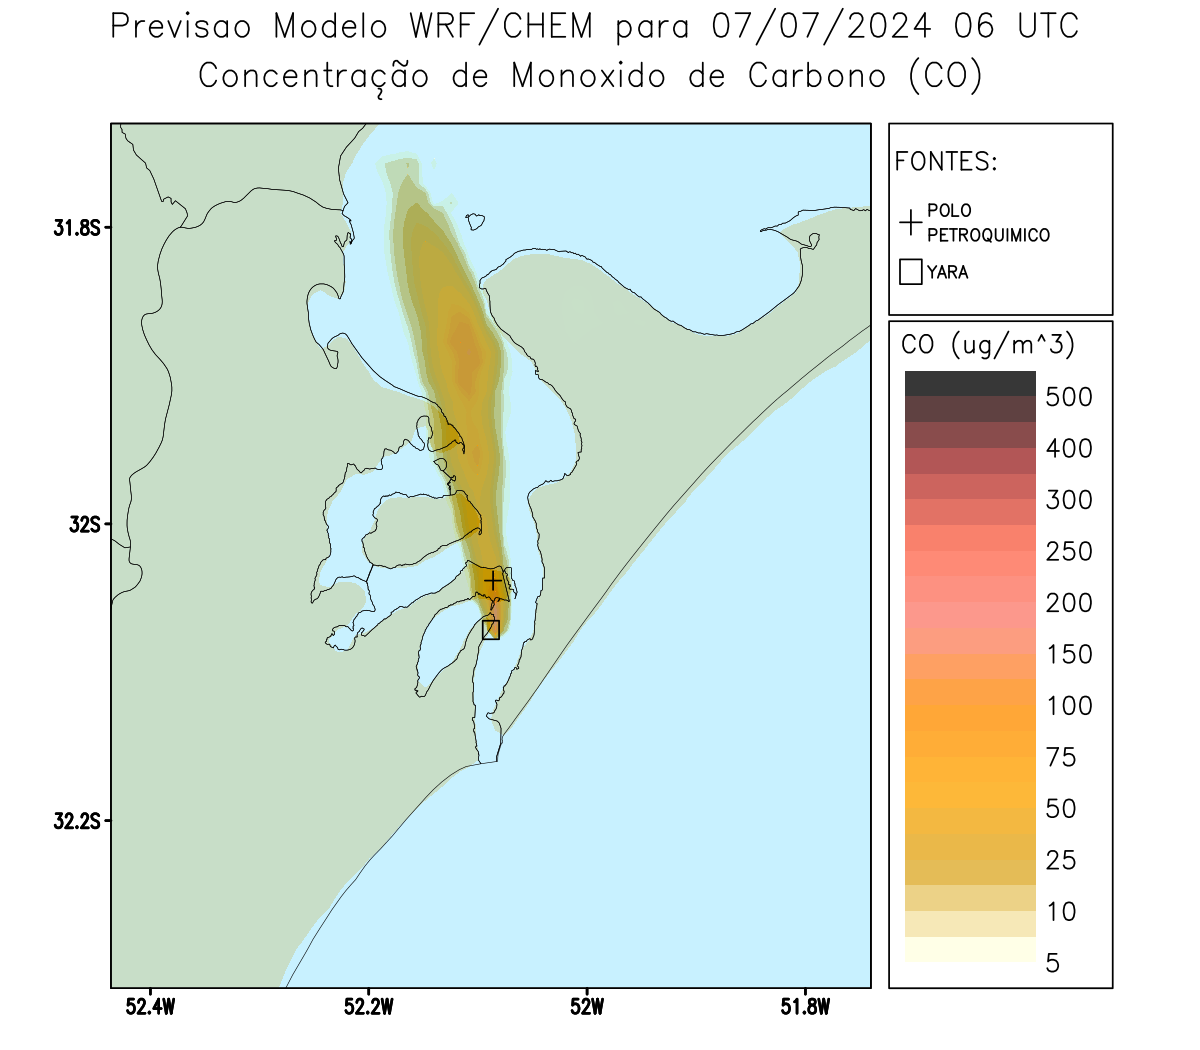 Previsao Modelo WRF/CHEM para 07/07/2024 06 UTC
Concentração de Monoxido de Carbono (CO)
FONTES:
POLO
PETROQUIMICO
YARA
CO (ug/m^3)
500
400
300
250
200
150
100
75
50
25
10
5
31.8S
32S
32.2S
52.4W
52.2W
52W
51.8W